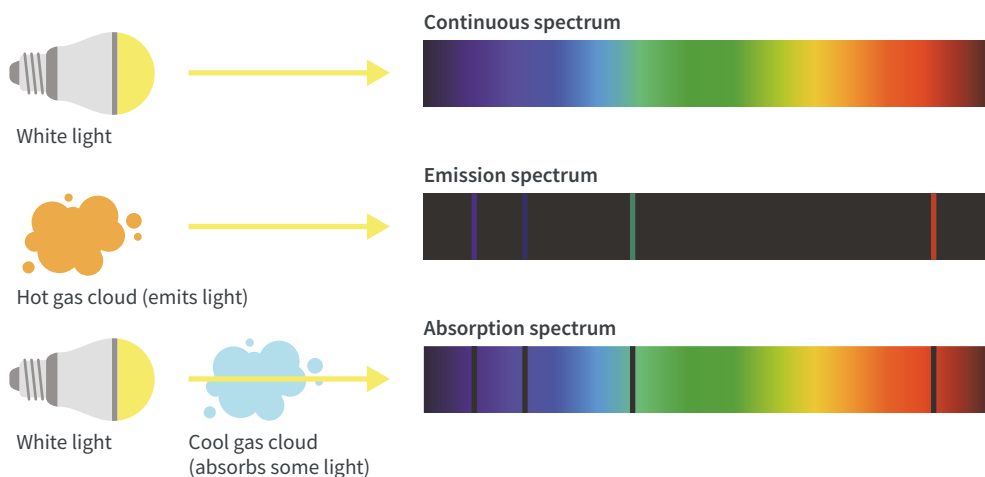 Continuous spectrum
White light
Emission spectrum
Hot gas cloud (emits light)
Absorption spectrum
White light
Cool gas cloud
(absorbs some light)